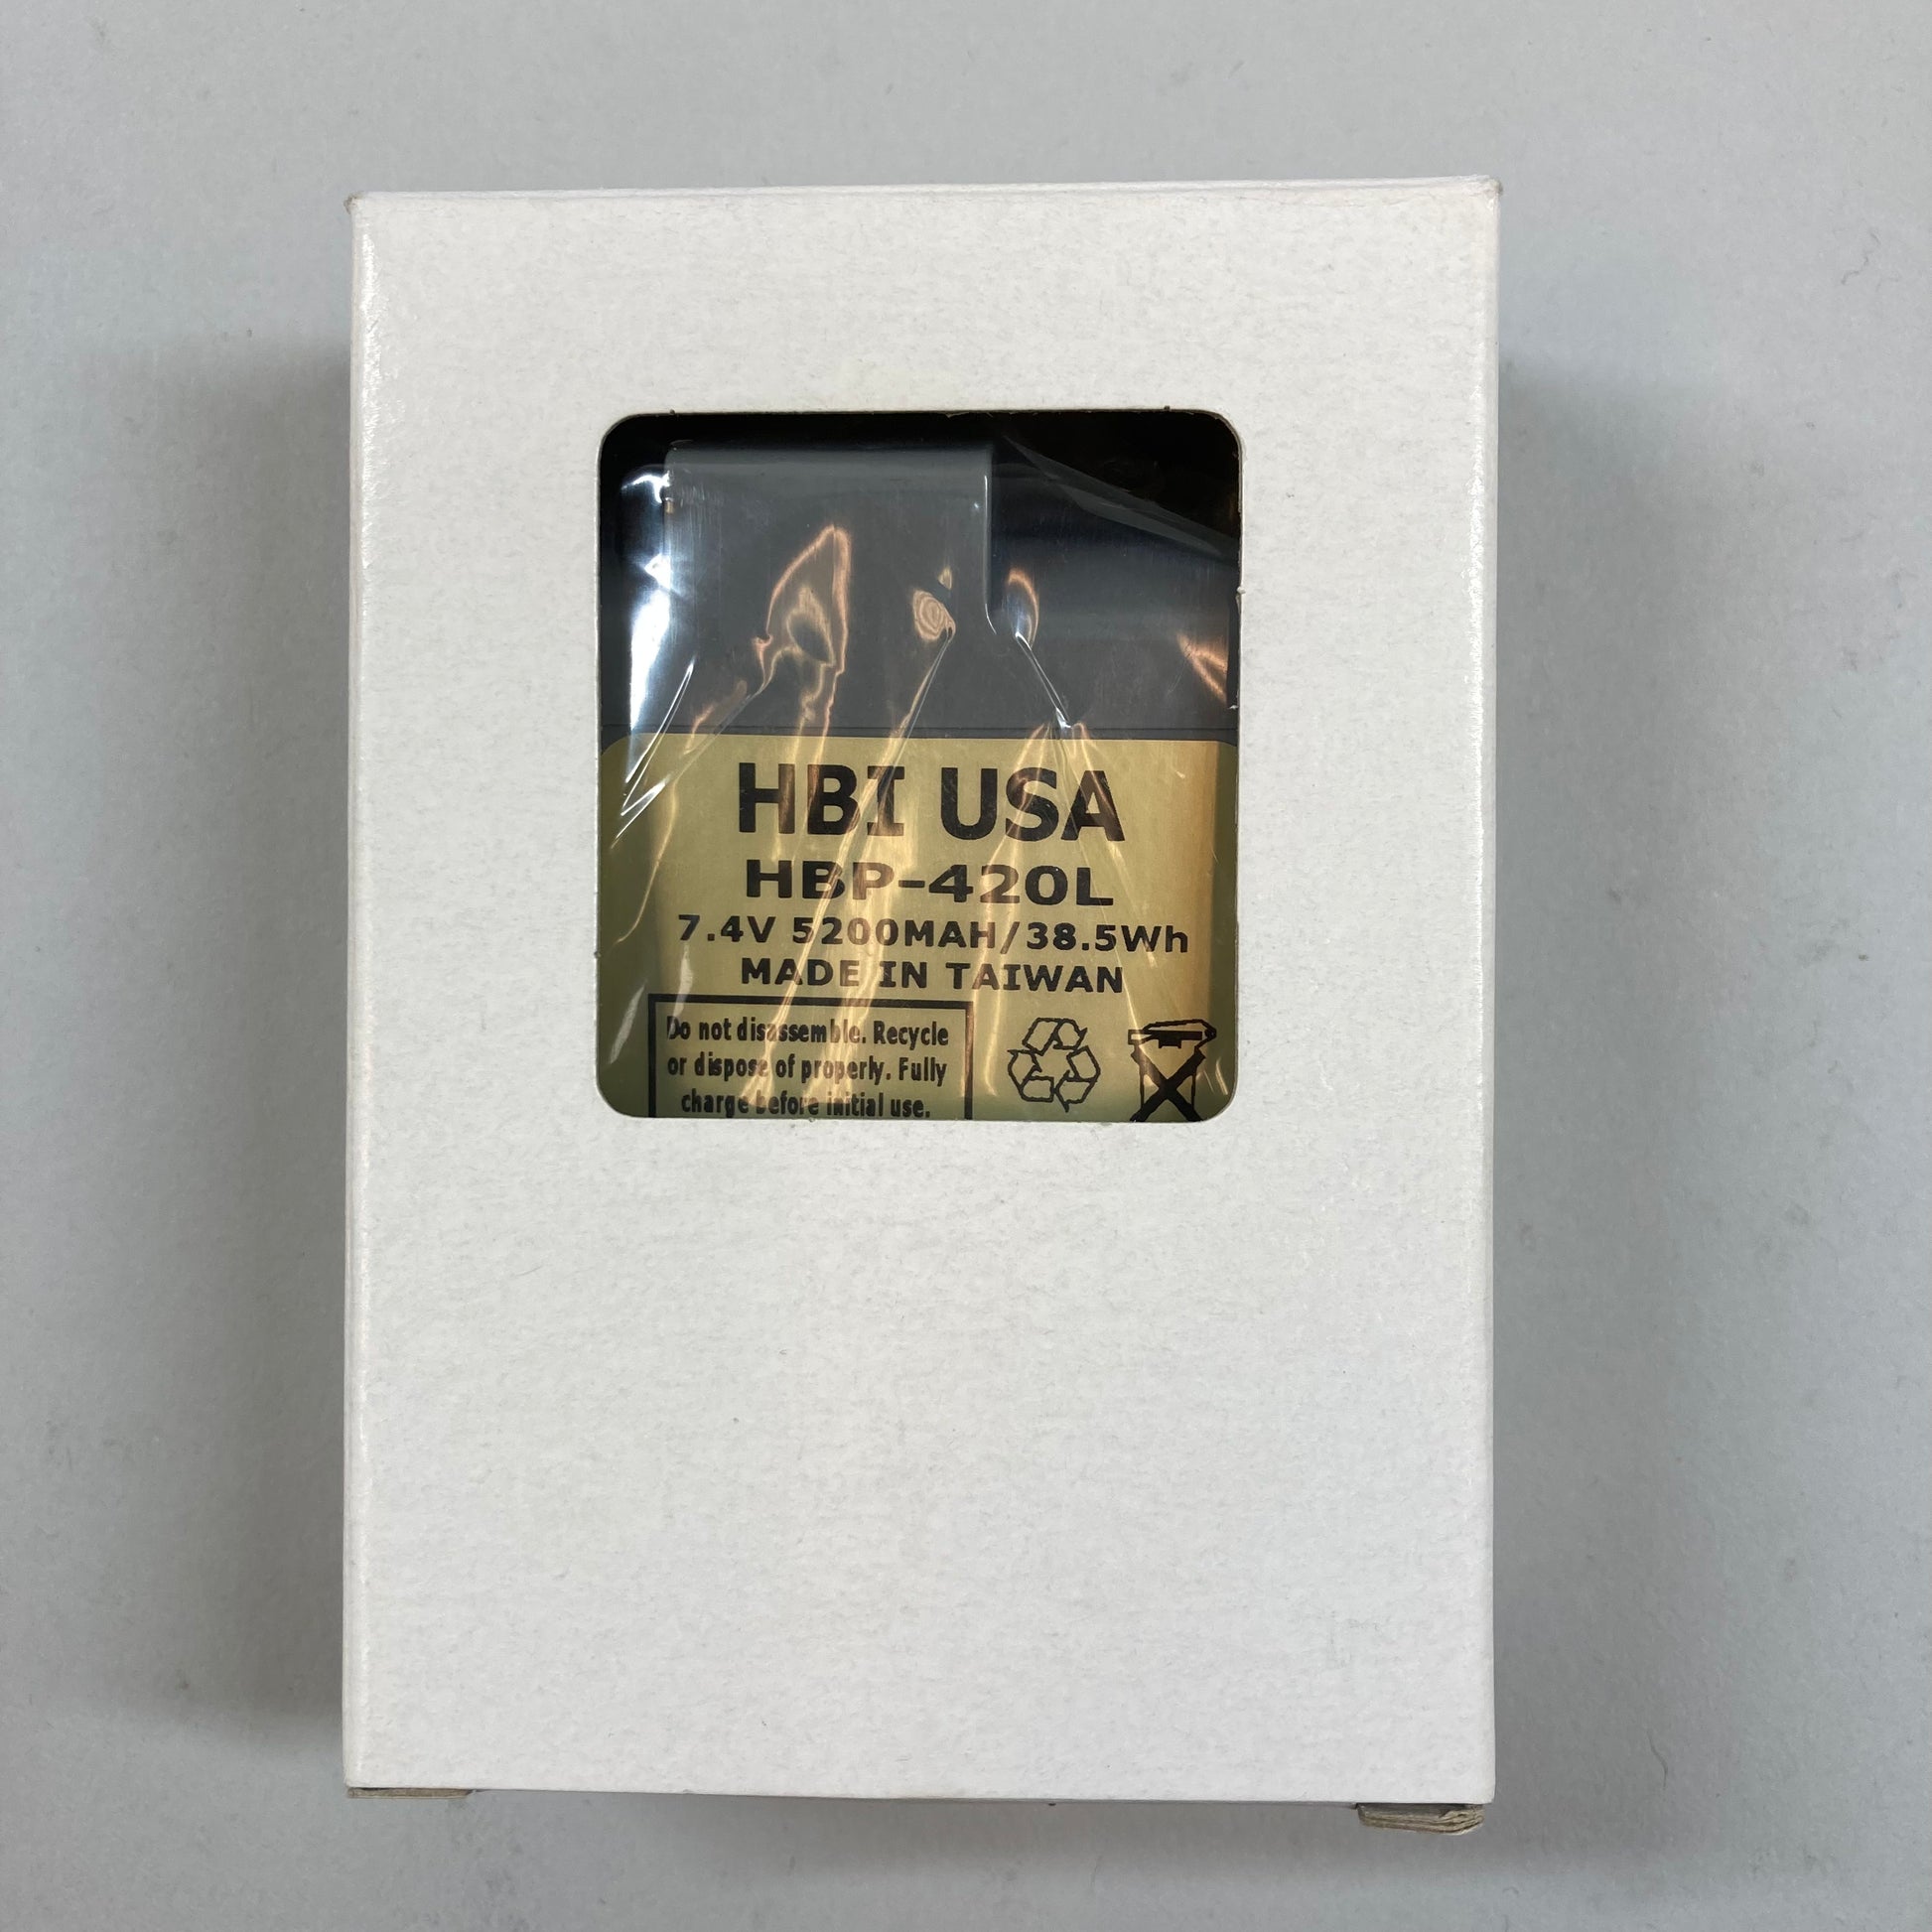 HBI USA
HBP-420L
7.4V 5200MAH/38.5Wh
MADE IN TAIWAN
Do not disassemble. Recycle
or dispose of properly. Fully
charge before initial use.